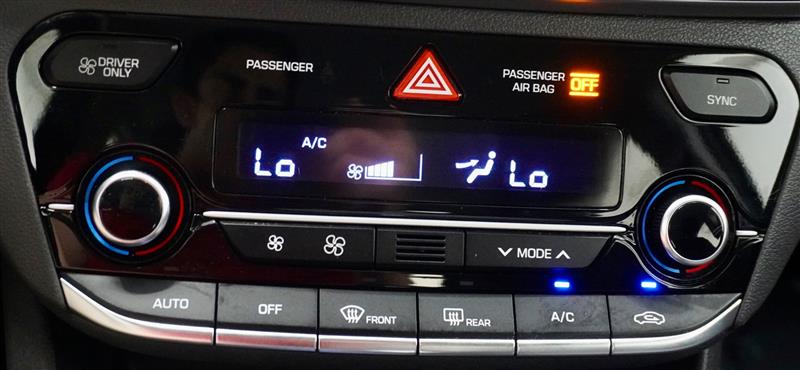 DRIVER
ONLY
PASSENGER
PASSENGER
AIR BAG OFF
SYNC
A/C
Lo
Lo
MODE
AUTO
OFF
FRONT
REAR
A/C